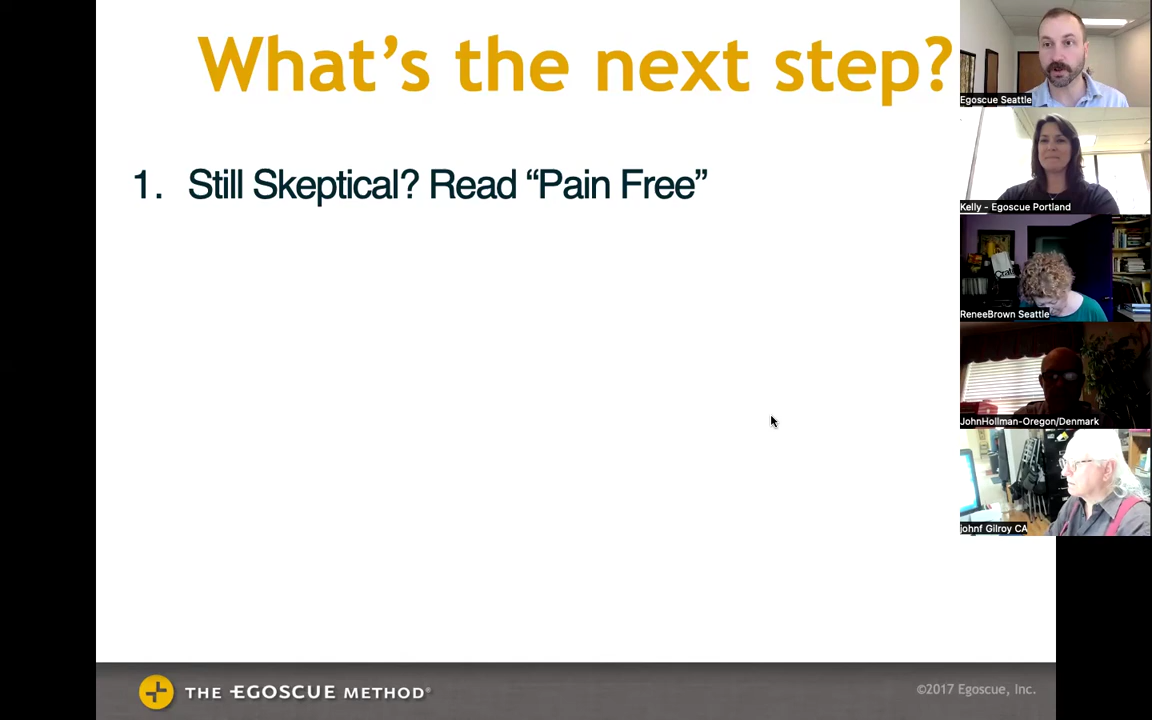 What’s the next step?
1. Still Skeptical? Read “Pain Free”
Egoscue Seattle
Kelly - Egoscue Portland
ReneeBrown Seattle
JohnHollman-Oregon/Denmark
johnf Gilroy CA
THE EGOSCUE METHOD®
©2017 Egoscue, Inc.